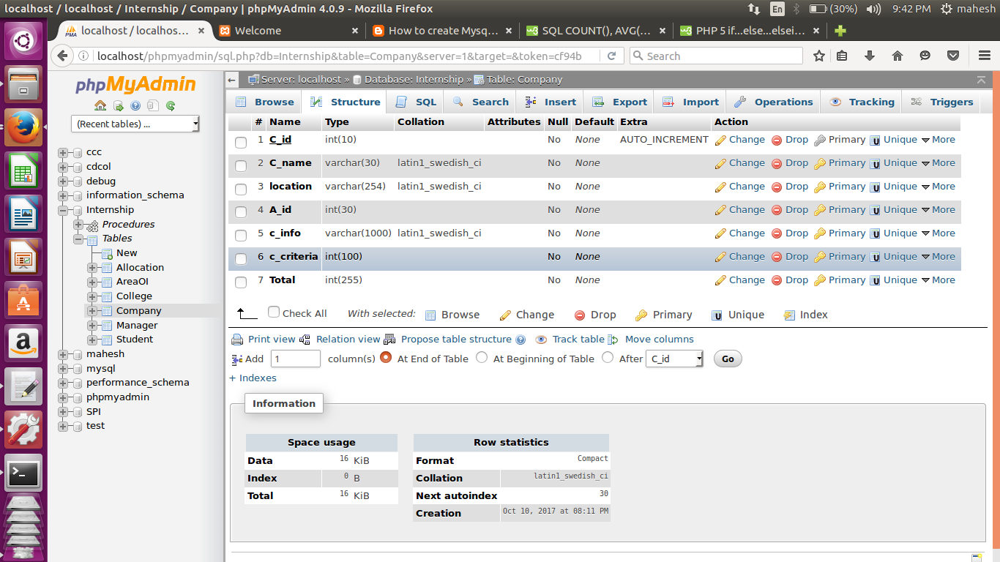 localhost / localhost / Internship / Company | phpMyAdmin 4.0.9 - Mozilla Firefox En (30%) 9:42 PM mahesh
PMA localhost / localhos... × Welcome × How to create Mysq... × SQL COUNT(), AVG(... × PHP 5 if...else...elsei... ×
localhost/phpmyadmin/sql.php?db=Internship&table=Company&server=1&target=&token=cf94b Search
phpMyAdmin
(Recent tables) ...
ccc
cdcol
debug
information_schema
Internship
Procedures
Tables
New
Allocation
AreaOI
College
Company
Manager
Student
mahesh
mysql
performance_schema
phpmyadmin
SPI
test
Server: localhost » Database: Internship » Table: Company
Browse Structure SQL Search Insert Export Import Operations Tracking Triggers
# Name Type Collation Attributes Null Default Extra Action
1 C_id int(10) No None AUTO_INCREMENT Change Drop Primary Unique More
2 C_name varchar(30) latin1_swedish_ci No None Change Drop Primary Unique More
3 location varchar(254) latin1_swedish_ci No None Change Drop Primary Unique More
4 A_id int(30) No None Change Drop Primary Unique More
5 c_info varchar(1000) latin1_swedish_ci No None Change Drop Primary Unique More
6 c_criteria int(100) No None Change Drop Primary Unique More
7 Total int(255) No None Change Drop Primary Unique More
Check All With selected: Browse Change Drop Primary Unique Index
Print view Relation view Propose table structure Track table Move columns
Add 1 column(s) At End of Table At Beginning of Table After C_id Go
+ Indexes
Information
Space usage
Data 16 KiB
Index 0 B
Total 16 KiB
Row statistics
Format Compact
Collation latin1_swedish_ci
Next autoindex 30
Creation Oct 10, 2017 at 08:11 PM